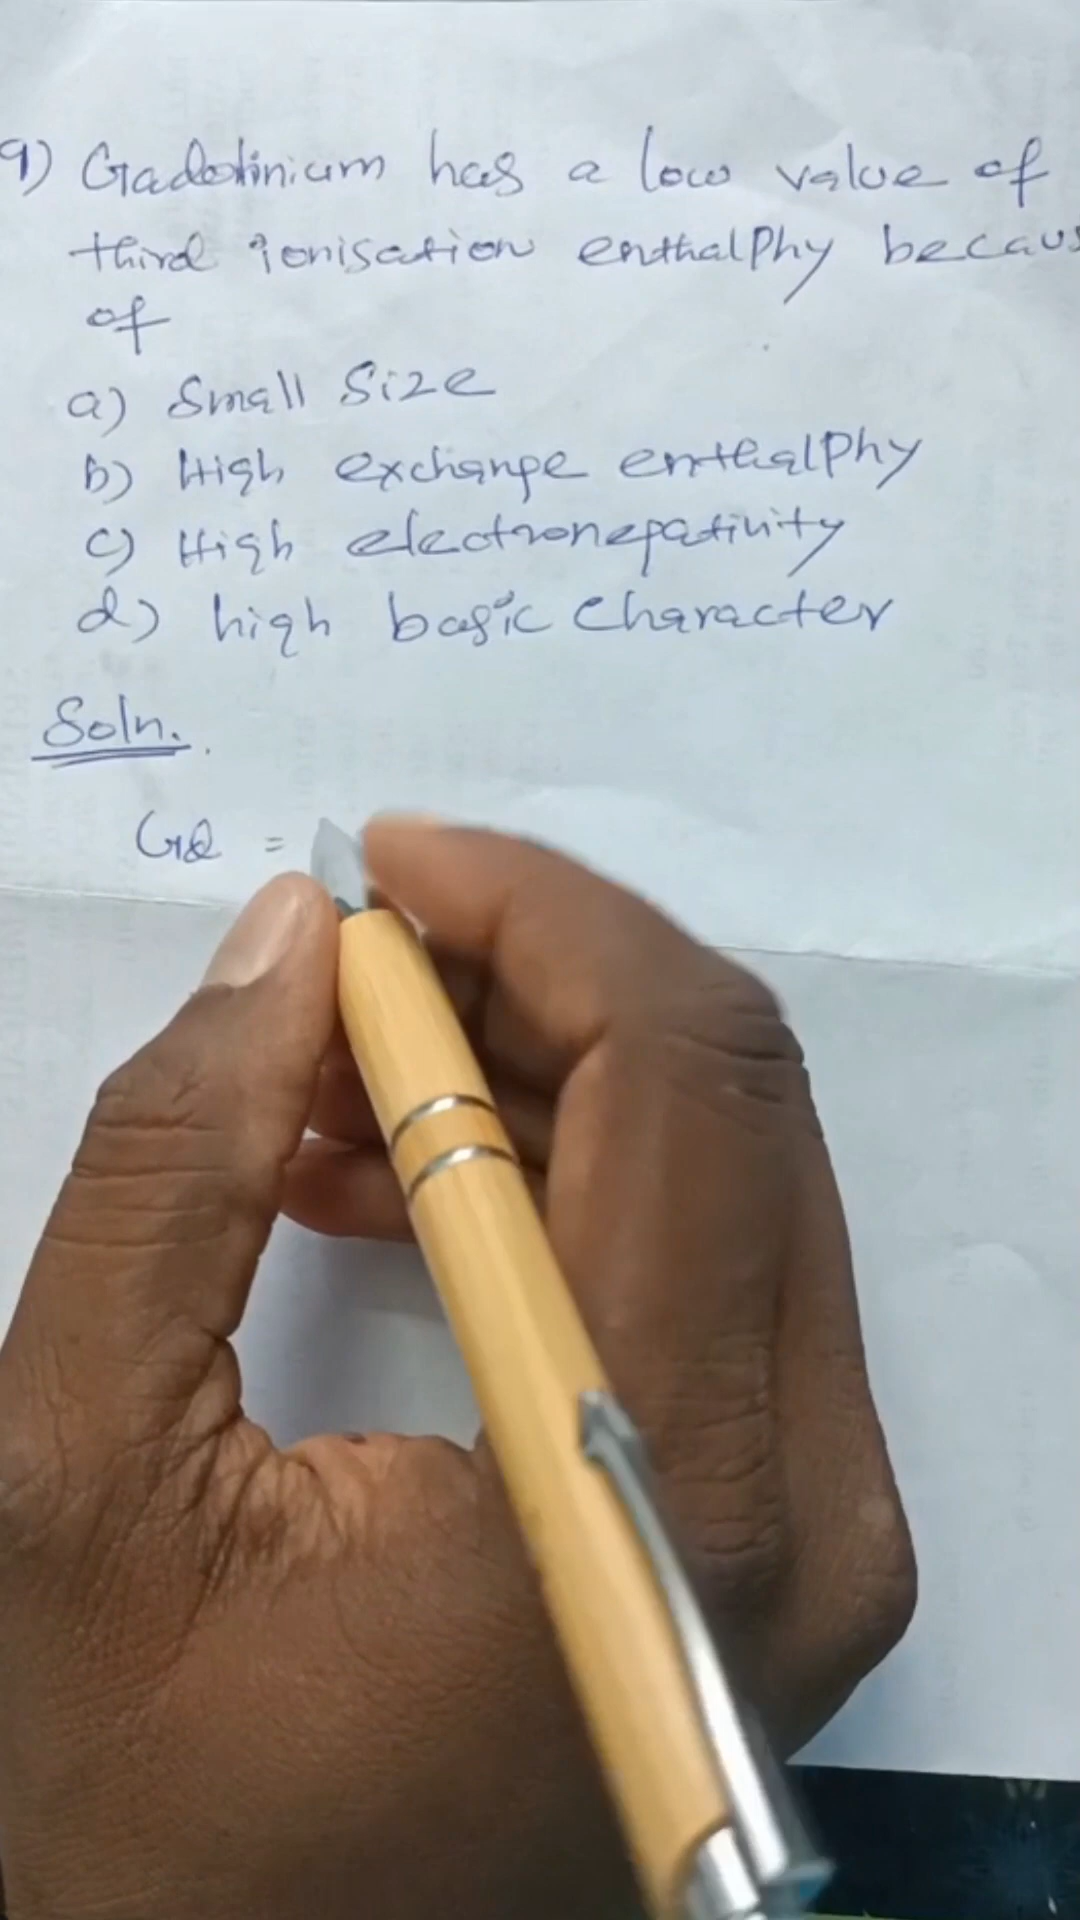 9) Gadolinium has a low value of
third ionisation enthalphy becaus
of
a) Small Size
b) High exchange enthalphy
c) High electronegativity
d) high basic character
Soln.
Gd =